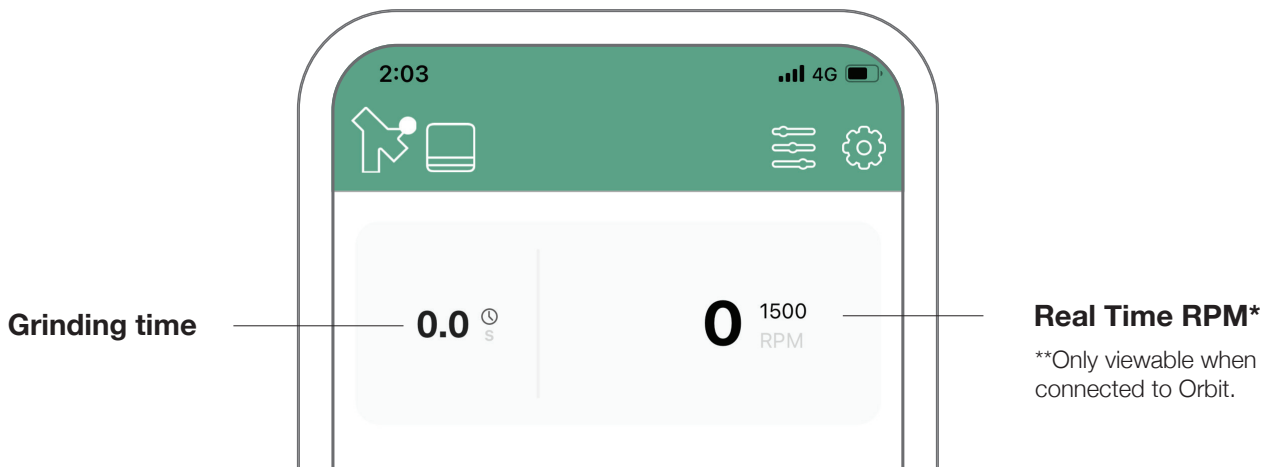 2:03
4G
Grinding time
0.0
S
0
1500
RPM
Real Time RPM*
**Only viewable when
connected to Orbit.